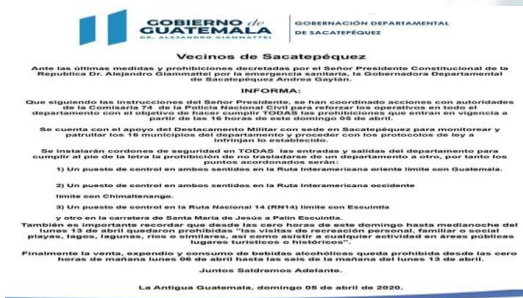 GOBIERNO de
GUATEMALA
DR. ALEJANDRO GIAMMATTEI
GOBERNACIÓN DEPARTAMENTAL
DE SACATEPÉQUEZ
Vecinos de Sacatepéquez
Ante las últimas medidas y prohibiciones decretadas por el Señor Presidente Constitucional de la
Republica Dr. Alejandro Giammattei por la emergencia sanitaria, la Gobernadora Departamental
de Sacatepéquez Andrea Gaytán.
INFORMA:
Que siguiendo las instrucciones del Señor Presidente, se han coordinado acciones con autoridades
de la Comisaria 74 de la Policía Nacional Civil para reforzar los operativos en todo el
departamento con el objetivo de hacer cumplir TODAS las prohibiciones que entran en vigencia a
partir de las 16 horas de este domingo 05 de abril.
Se cuenta con el apoyo del Destacamento Militar con sede en Sacatepéquez para monitorear y
patrullar los 16 municipios del departamento y proceder con los protocolos de ley a
infrinjan lo establecido.
Se instalarán cordones de seguridad en TODAS las entradas y salidas del departamento para
cumplir al pie de la letra la prohibición de no trasladarse de un departamento a otro, por tanto los
puntos acordonados serán:
1) Un puesto de control en ambos sentidos en la Ruta Interamericana oriente limite con Guatemala.
2) Un puesto de control en ambos sentidos en la Ruta Interamericana occidente
limite con Chimaltenango.
3) Un puesto de control en la Ruta Nacional 14 (RN14) limite con Escuintla
y otro en la carretera de Santa María de Jesús a Palín Escuintla.
También es importante recordar que desde las cero horas de este domingo hasta medianoche del
lunes 13 de abril quedaron prohibidas "las visitas de recreación personal, familiar o social
playas, lagos, lagunas, ríos o similares, así como asistir a cualquier actividad en áreas públicas
lugares turísticos o históricos".
Finalmente la venta, expendio y consumo de bebidas alcohólicas queda prohibida desde las cero
horas de mañana lunes 06 de abril hasta las seis de la mañana del lunes 13 de abril.
Juntos Saldremos Adelante.
La Antigua Guatemala, domingo 05 de abril de 2020.